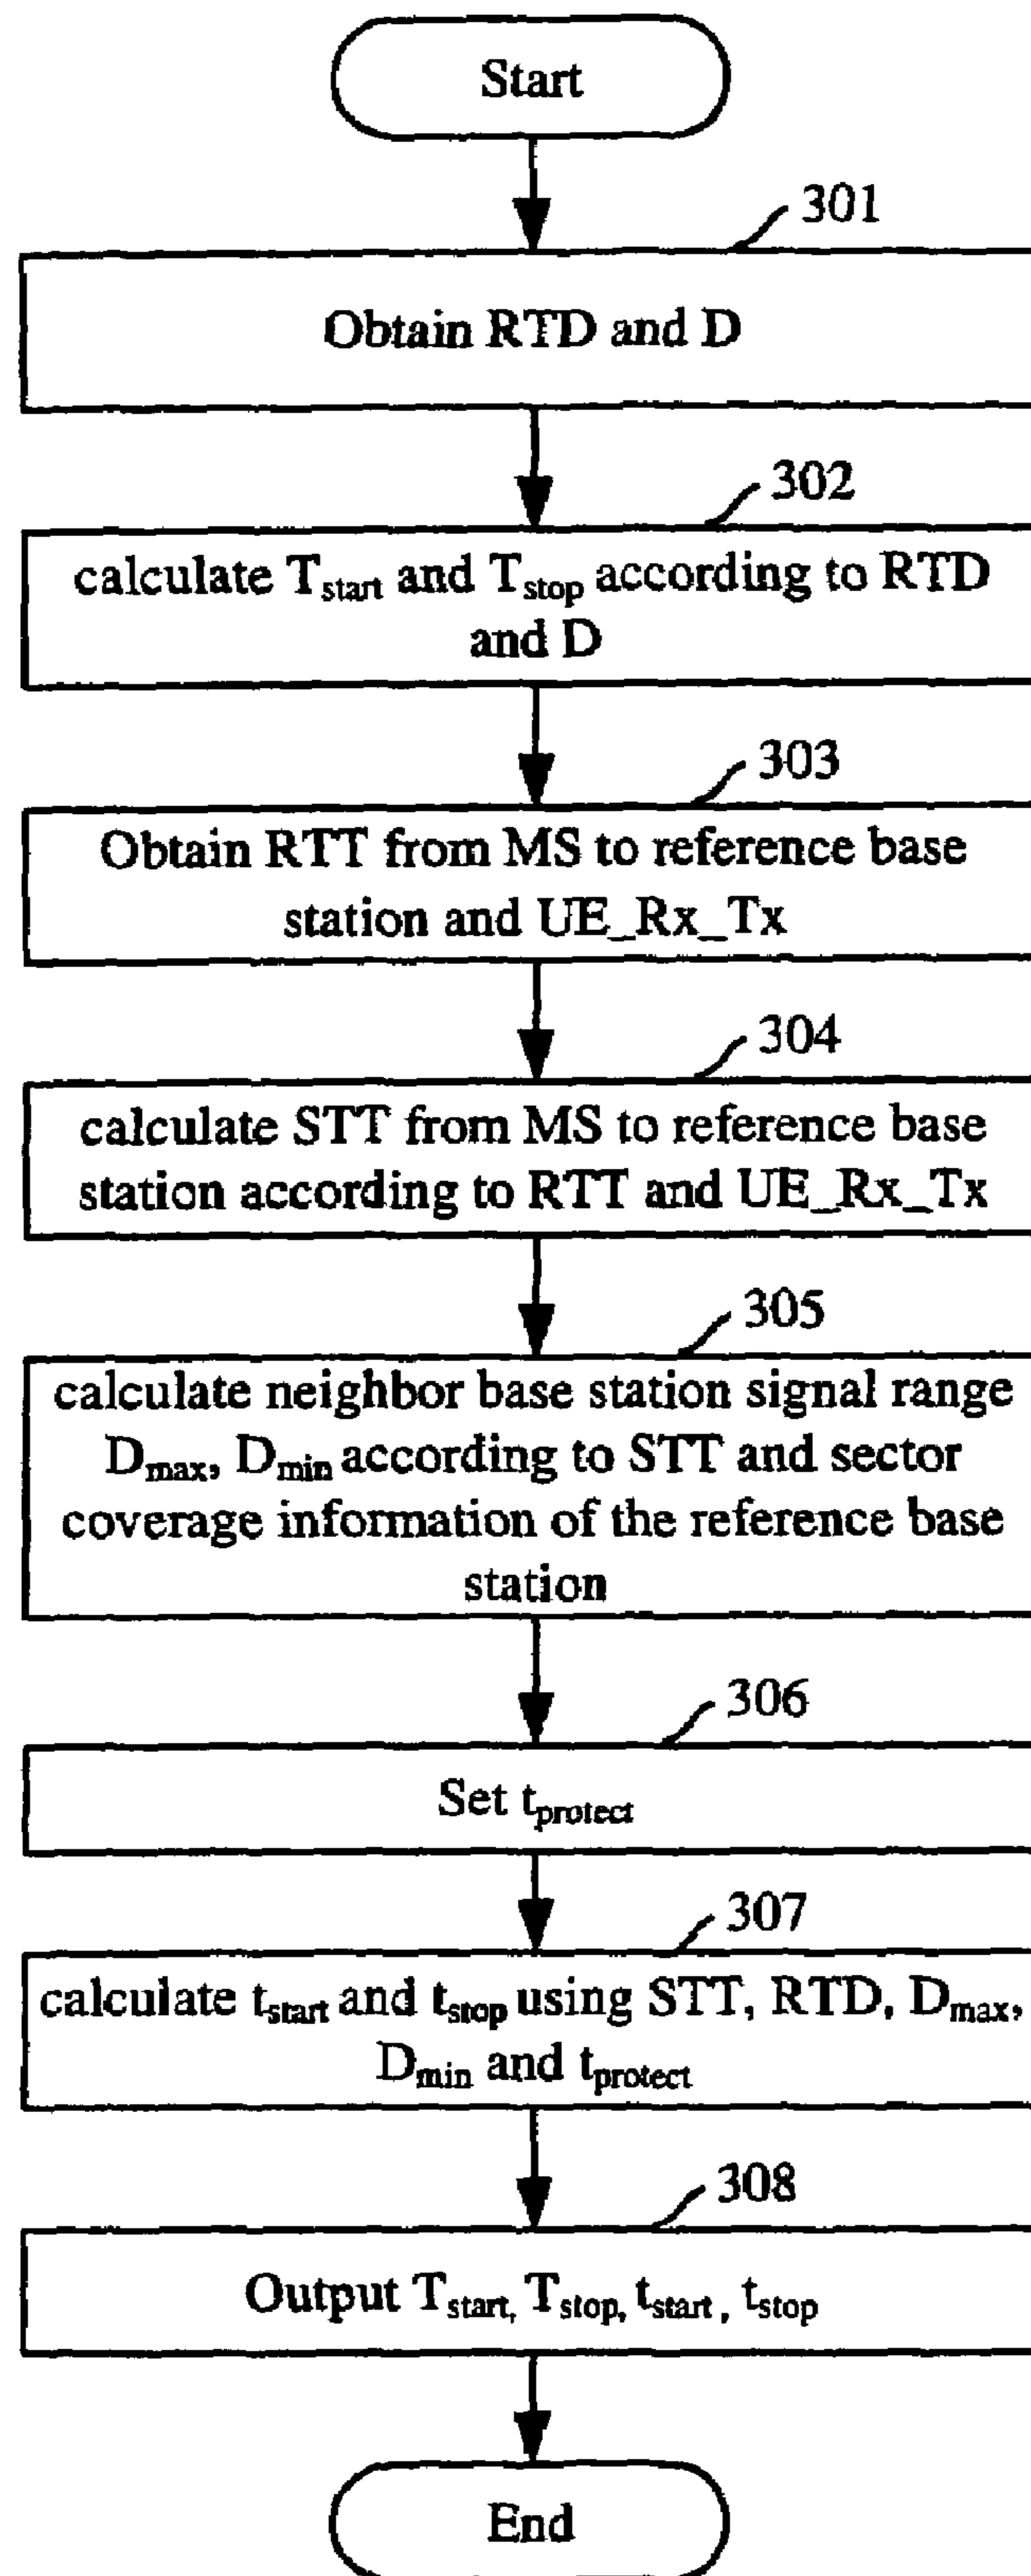 Start
301
Obtain RTD and D
302
calculate Tstart and Tstop according to RTD
and D
303
Obtain RTT from MS to reference base
station and UE_Rx_Tx
304
calculate STT from MS to reference base
station according to RTT and UE_Rx_Tx
305
calculate neighbor base station signal range
Dmax, Dmin according to STT and sector
coverage information of the reference base
station
306
Set tprotect
307
calculate tstart and tstop using STT, RTD, Dmax,
Dmin and tprotect
308
Output Tstart, Tstop, tstart, tstop
End